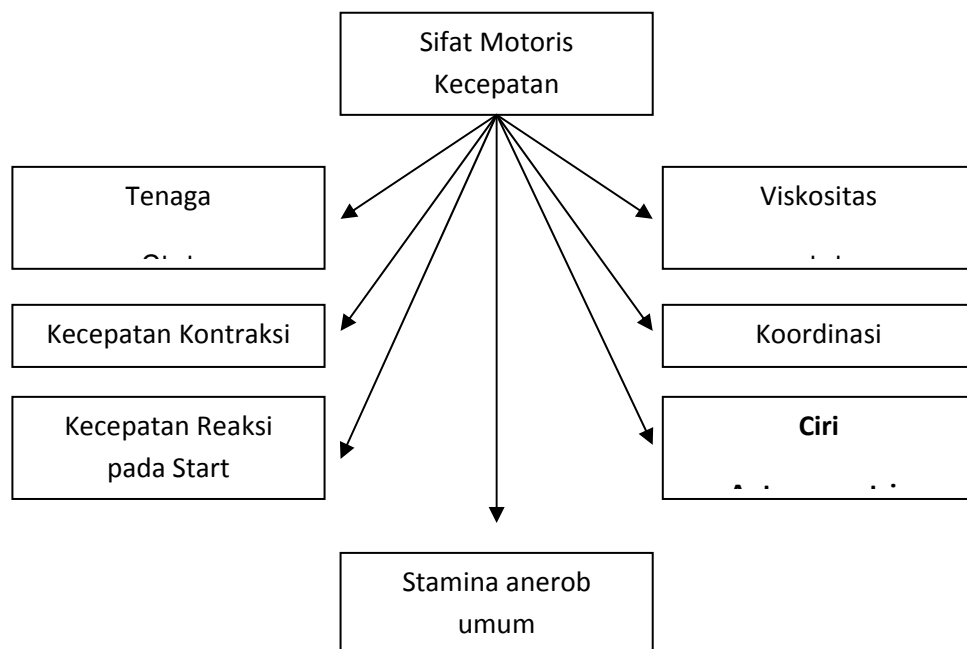 Sifat Motoris
Kecepatan
Tenaga
Viskositas
Kecepatan Kontraksi
Koordinasi
Kecepatan Reaksi
pada Start
Ciri
Stamina anerob
umum